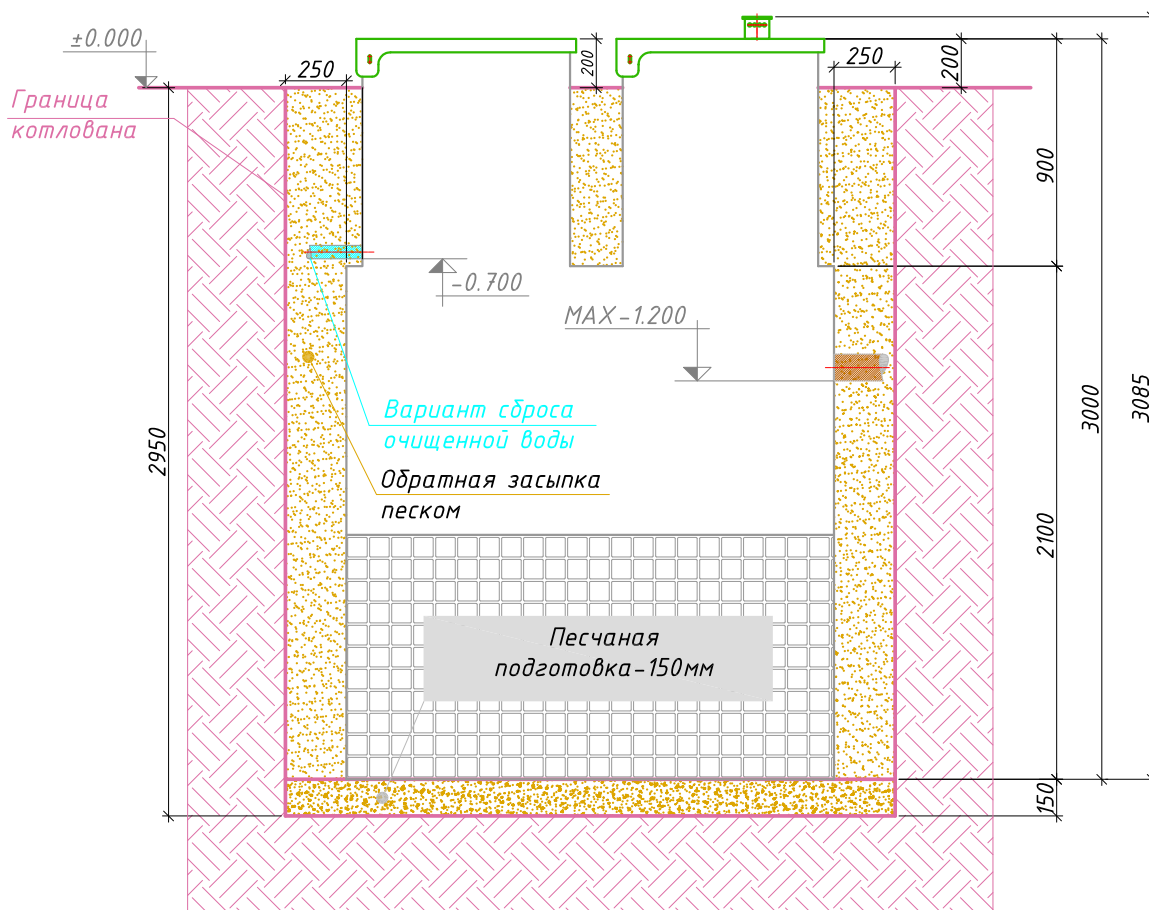 ±0.000
250
200
250
200
Граница
котлована
900
-0.700
MAX-1.200
3000
3085
Вариант сброса
очищенной воды
2950
Обратная засыпка
песком
2100
Песчаная
подготовка-150мм
150